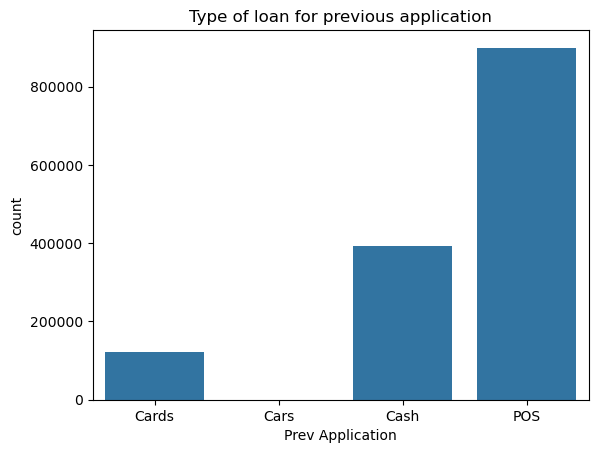 Type of loan for previous application
800000
600000
400000
200000
0
count
Cards Cars Cash POS
Prev Application